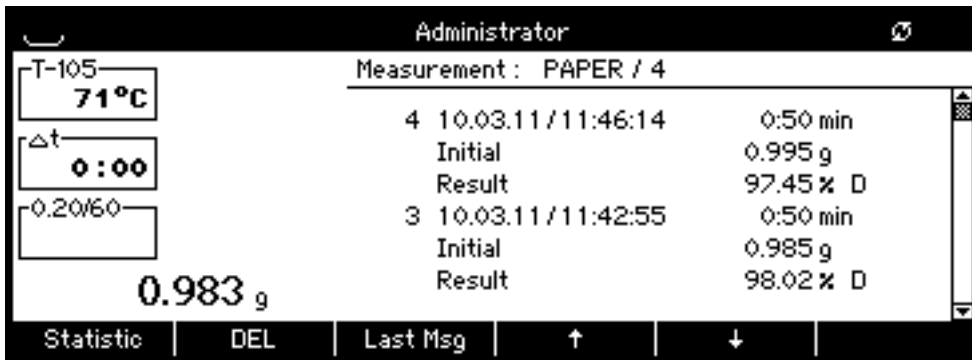 Administrator
T-105
71°C
△t
0:00
0.20/60
0.983 g
Measurement: PAPER / 4
4 10.03.11/11:46:14 0:50 min
Initial 0.995 g
Result 97.45 % D
3 10.03.11/11:42:55 0:50 min
Initial 0.985 g
Result 98.02 % D
Statistic DEL Last Msg ↑ ↓